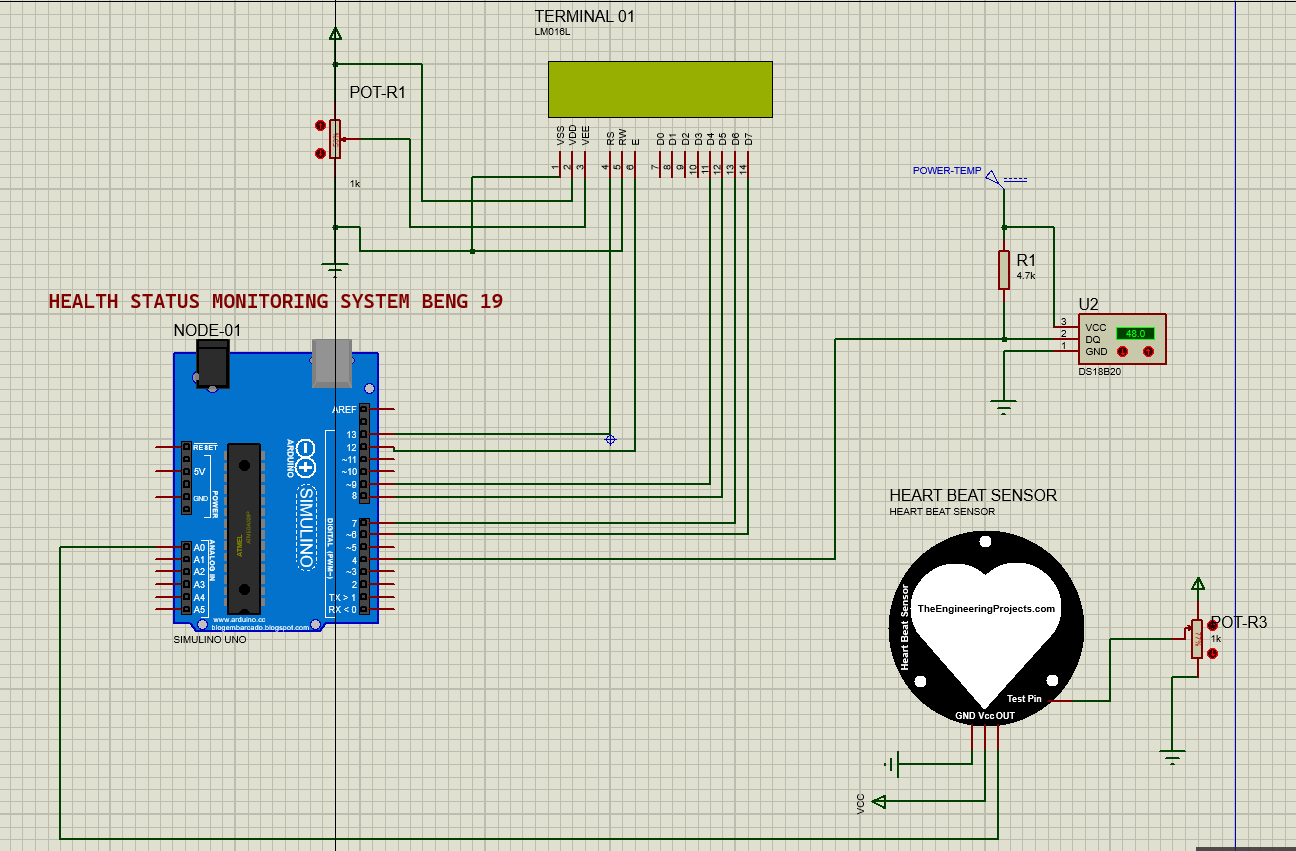 TERMINAL 01
LM016L
POT-R1
1k
VSS
VDD
VEE
RS
RW
E
D0
D1
D2
D3
D4
D5
D6
D7
1
2
3
4
5
6
7
8
9
10
11
12
13
14
POWER-TEMP
R1
4.7k
HEALTH STATUS MONITORING SYSTEM BENG 19
U2
3
2
1
VCC
DQ
GND
48.0
DS18B20
NODE-01
AREF
13
12
~11
~10
~9
8
7
~6
~5
4
~3
2
TX > 1
RX < 0
RESET
5V
GND
POWER
A0
A1
A2
A3
A4
A5
ANALOG IN
ARDUINO
SIMULINO
DIGITAL (PWM~)
ATMEL
www.arduino.cc
blogembarcado.blogspot.com
SIMULINO UNO
HEART BEAT SENSOR
HEART BEAT SENSOR
TheEngineeringProjects.com
Heart Beat Sensor
Test Pin
GND Vcc OUT
VCC
POT-R3
1k
77%